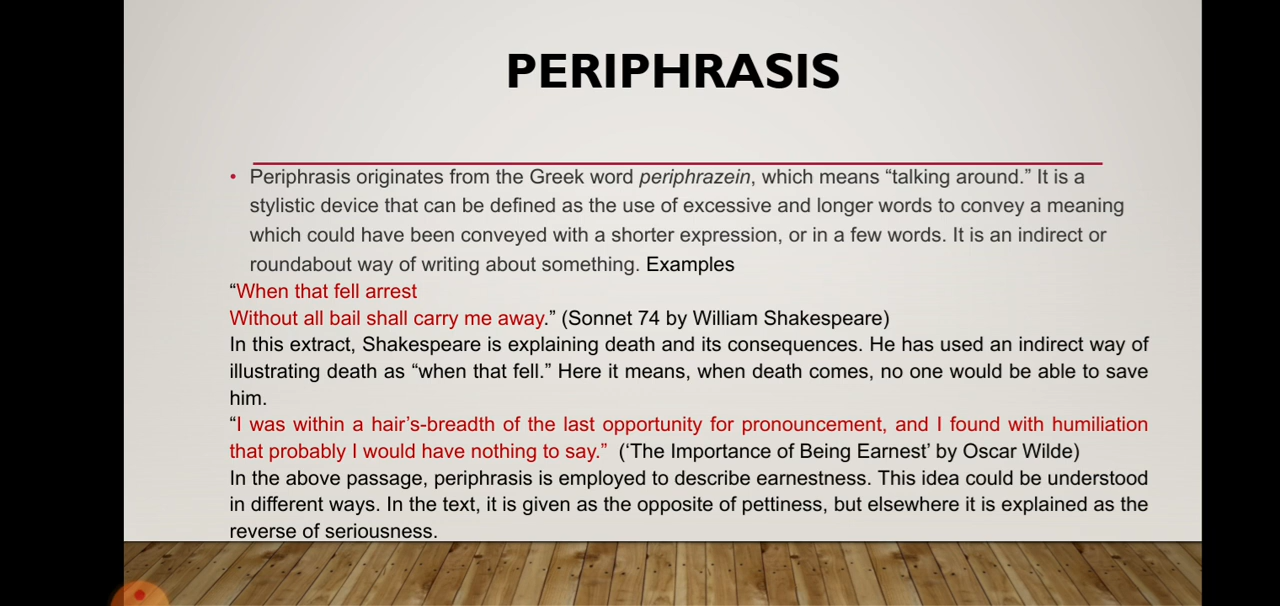 PERIPHRASIS
• Periphrasis originates from the Greek word periphrazein, which means “talking around.” It is a
stylistic device that can be defined as the use of excessive and longer words to convey a meaning
which could have been conveyed with a shorter expression, or in a few words. It is an indirect or
roundabout way of writing about something. Examples
“When that fell arrest
Without all bail shall carry me away.” (Sonnet 74 by William Shakespeare)
In this extract, Shakespeare is explaining death and its consequences. He has used an indirect way of
illustrating death as “when that fell.” Here it means, when death comes, no one would be able to save
him.
“I was within a hair’s-breadth of the last opportunity for pronouncement, and I found with humiliation
that probably I would have nothing to say.” (‘The Importance of Being Earnest’ by Oscar Wilde)
In the above passage, periphrasis is employed to describe earnestness. This idea could be understood
in different ways. In the text, it is given as the opposite of pettiness, but elsewhere it is explained as the
reverse of seriousness.